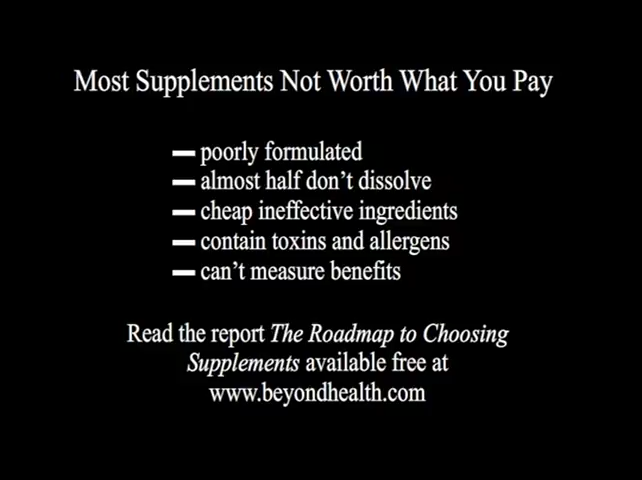 Most Supplements Not Worth What You Pay
— poorly formulated
— almost half don't dissolve
— cheap ineffective ingredients
— contain toxins and allergens
— can't measure benefits
Read the report The Roadmap to Choosing
Supplements available free at
www.beyondhealth.com